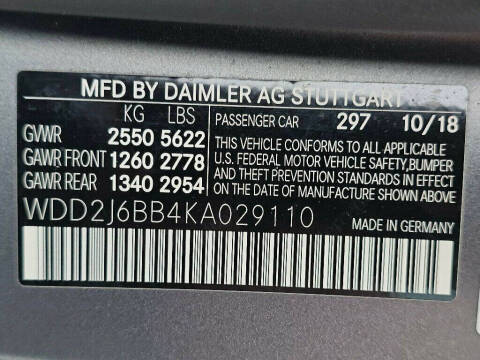 MFD BY DAIMLER AG STUTTGART
KG LBS PASSENGER CAR 297 10/18
GVWR 2550 5622
GAWR FRONT 1260 2778
GAWR REAR 1340 2954
THIS VEHICLE CONFORMS TO ALL APPLICABLE
U.S. FEDERAL MOTOR VEHICLE SAFETY, BUMPER
AND THEFT PREVENTION STANDARDS IN EFFECT
ON THE DATE OF MANUFACTURE SHOWN ABOVE.
WDD2J6BB4KA029110 MADE IN GERMANY